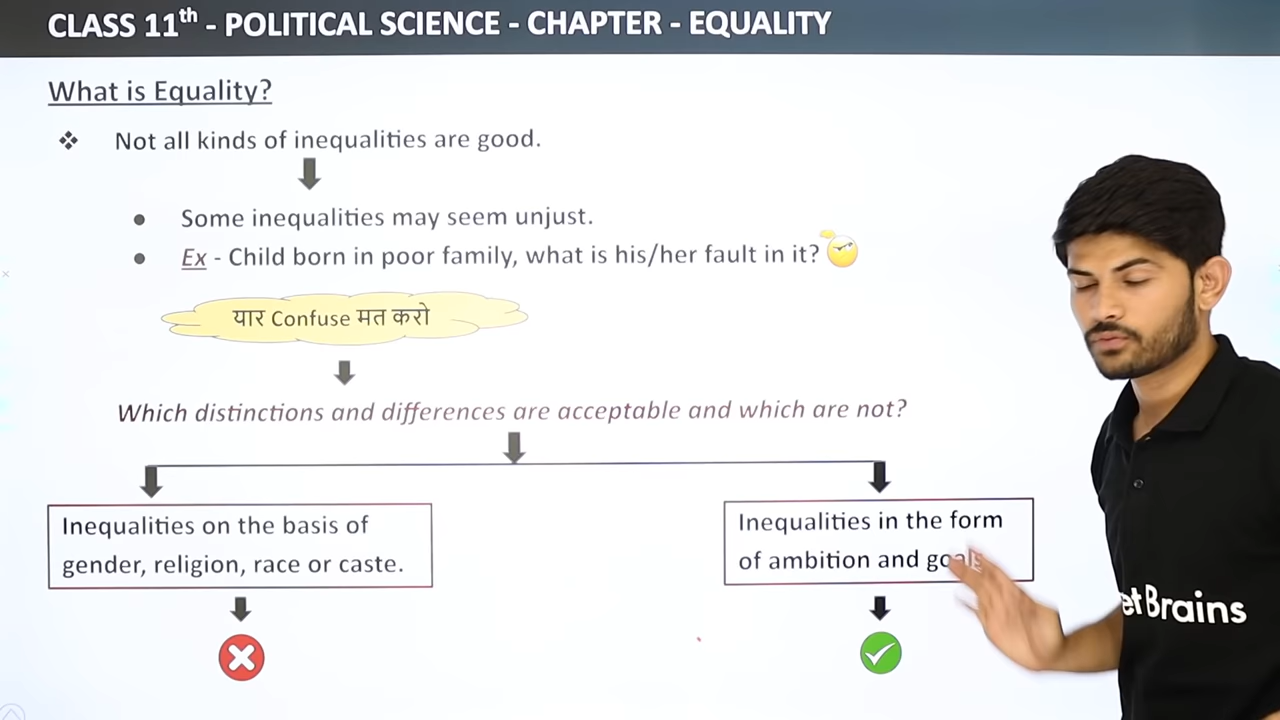 CLASS 11th - POLITICAL SCIENCE - CHAPTER - EQUALITY
What is Equality?
Not all kinds of inequalities are good.
Some inequalities may seem unjust.
Ex - Child born in poor family, what is his/her fault in it?
यार Confuse मत करो
Which distinctions and differences are acceptable and which are not?
Inequalities on the basis of
gender, religion, race or caste.
Inequalities in the form
of ambition and goals
etBrains